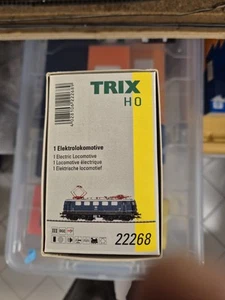 TRIX
H0
1 Elektrolokomotive
1 Electric Locomotive
1 Locomotive électrique
1 Elektrische locomotief
22268